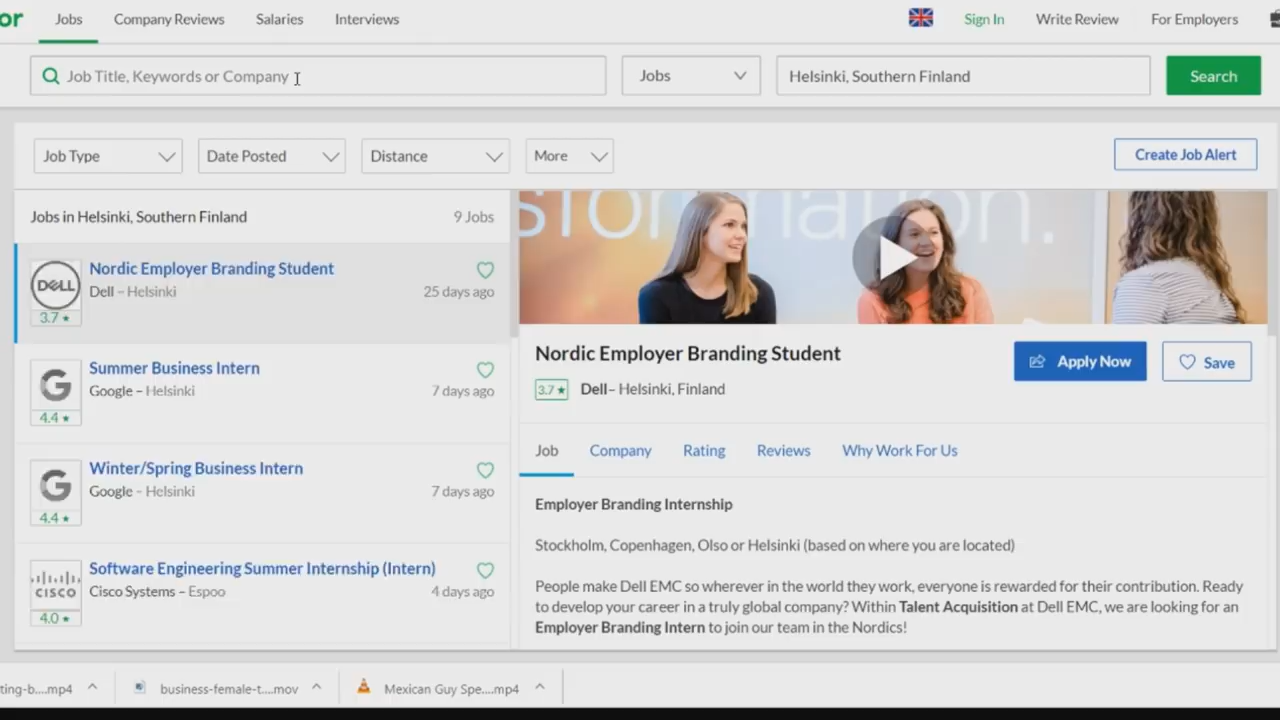 or Jobs Company Reviews Salaries Interviews Sign In Write Review For Employers
Job Title, Keywords or Company Jobs Helsinki, Southern Finland Search
Job Type Date Posted Distance More Create Job Alert
Jobs in Helsinki, Southern Finland 9 Jobs
Nordic Employer Branding Student
DELL
Dell – Helsinki 25 days ago
3.7 ★
Summer Business Intern
G
Google – Helsinki 7 days ago
4.4 ★
Winter/Spring Business Intern
G
Google – Helsinki 7 days ago
4.4 ★
Software Engineering Summer Internship (Intern)
CISCO
Cisco Systems – Espoo 4 days ago
4.0 ★
Nordic Employer Branding Student Apply Now Save
3.7 ★ Dell– Helsinki, Finland
Job Company Rating Reviews Why Work For Us
Employer Branding Internship
Stockholm, Copenhagen, Olso or Helsinki (based on where you are located)
People make Dell EMC so wherever in the world they work, everyone is rewarded for their contribution. Ready
to develop your career in a truly global company? Within Talent Acquisition at Dell EMC, we are looking for an
Employer Branding Intern to join our team in the Nordics!
ting-b....mp4 business-female-t....mov Mexican Guy Spe....mp4